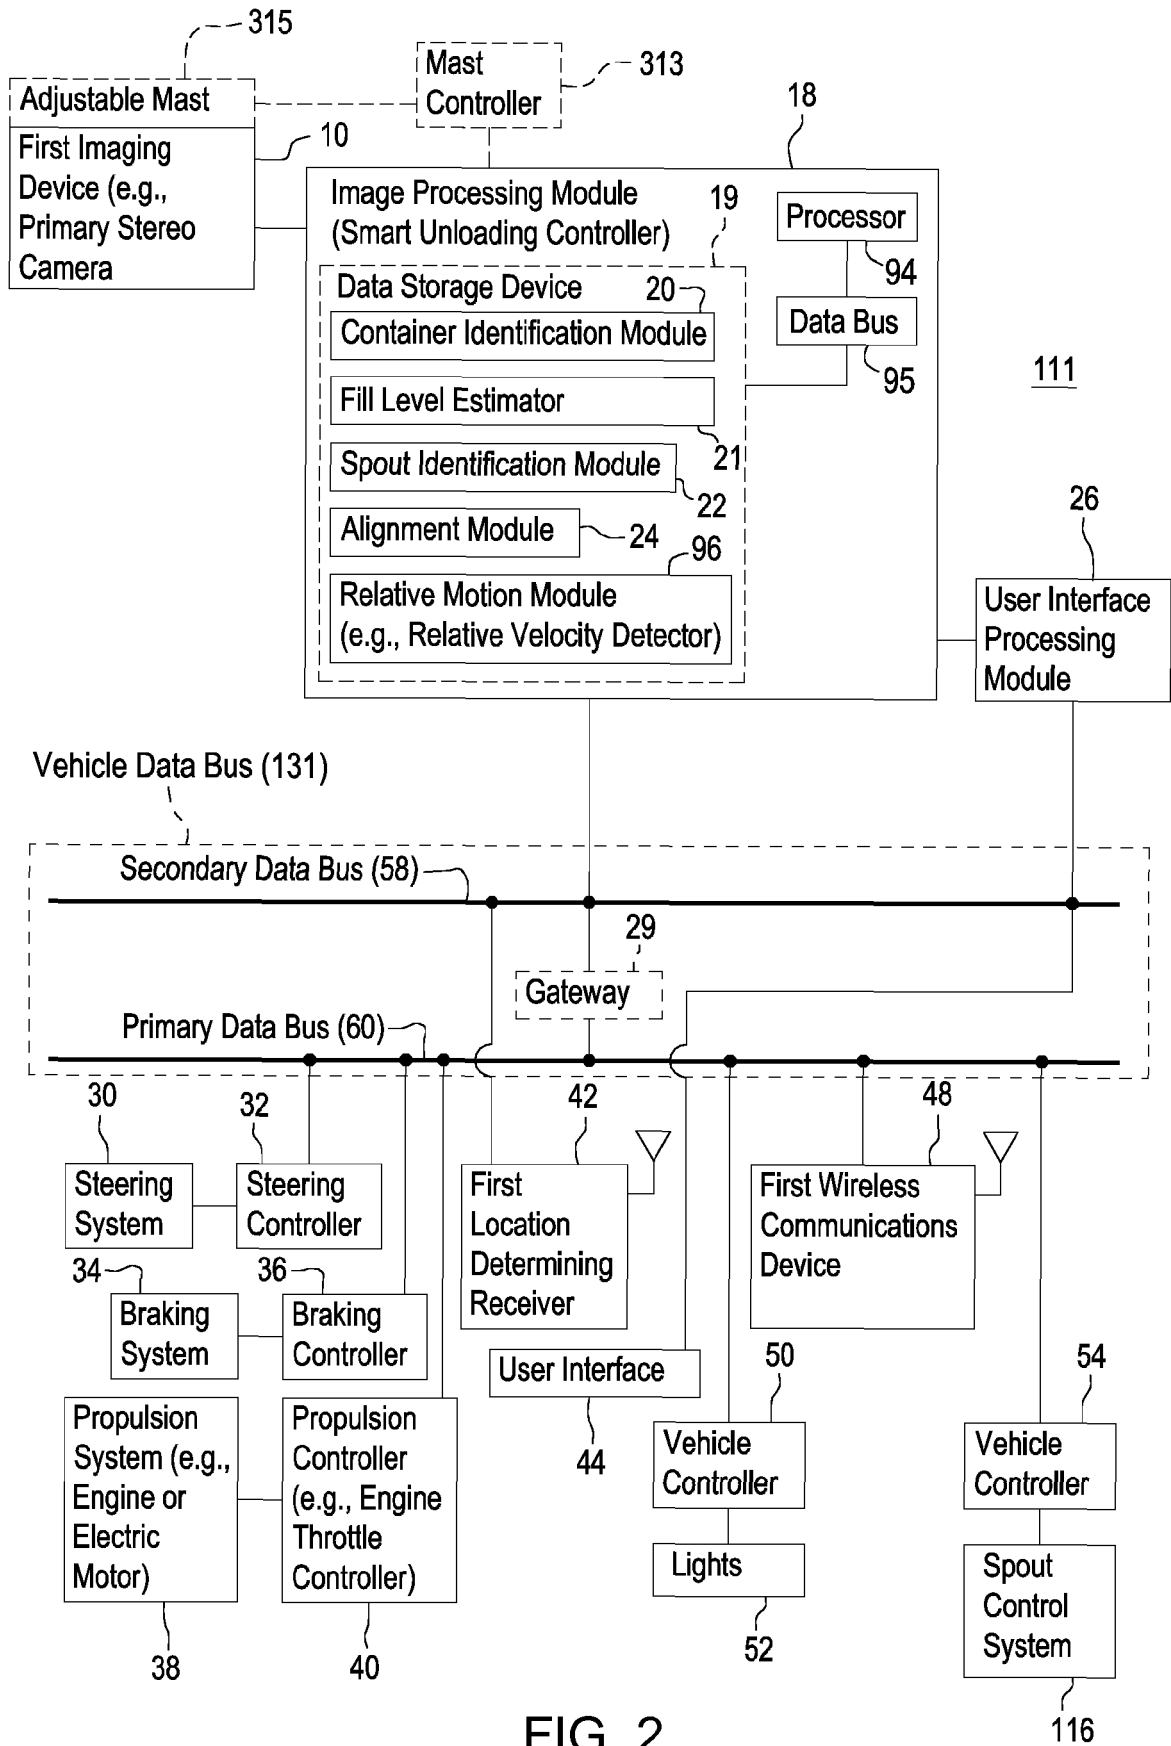 315
Mast
Controller
313
Adjustable Mast
18
First Imaging
Device (e.g.,
Primary Stereo
Camera
10
Image Processing Module
(Smart Unloading Controller)
19
Processor
94
Data Storage Device
20
Data Bus
95
Container Identification Module
111
Fill Level Estimator
21
Spout Identification Module
22
Alignment Module
24
96
Relative Motion Module
(e.g., Relative Velocity Detector)
26
User Interface
Processing
Module
Vehicle Data Bus (131)
Secondary Data Bus (58)
29
Gateway
Primary Data Bus (60)
30
32
42
48
Steering
System
Steering
Controller
First
Location
Determining
Receiver
First Wireless
Communications
Device
34
36
Braking
System
Braking
Controller
User Interface
44
50
54
Propulsion
System (e.g.,
Engine or
Electric
Motor)
Propulsion
Controller
(e.g., Engine
Throttle
Controller)
Vehicle
Controller
Vehicle
Controller
Lights
Spout
Control
System
38
40
52
116
FIG. 2